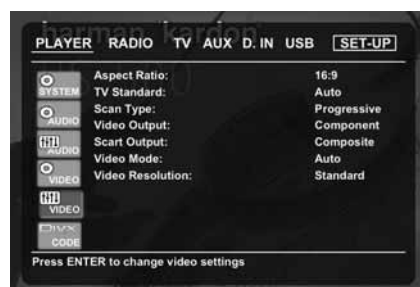 harman kardon
PLAYER RADIO TV AUX D. IN USB SET-UP
SYSTEM
AUDIO
AUDIO
VIDEO
VIDEO
DivX
CODE
Aspect Ratio: 16:9
TV Standard: Auto
Scan Type: Progressive
Video Output: Component
Scart Output: Composite
Video Mode: Auto
Video Resolution: Standard
Press ENTER to change video settings